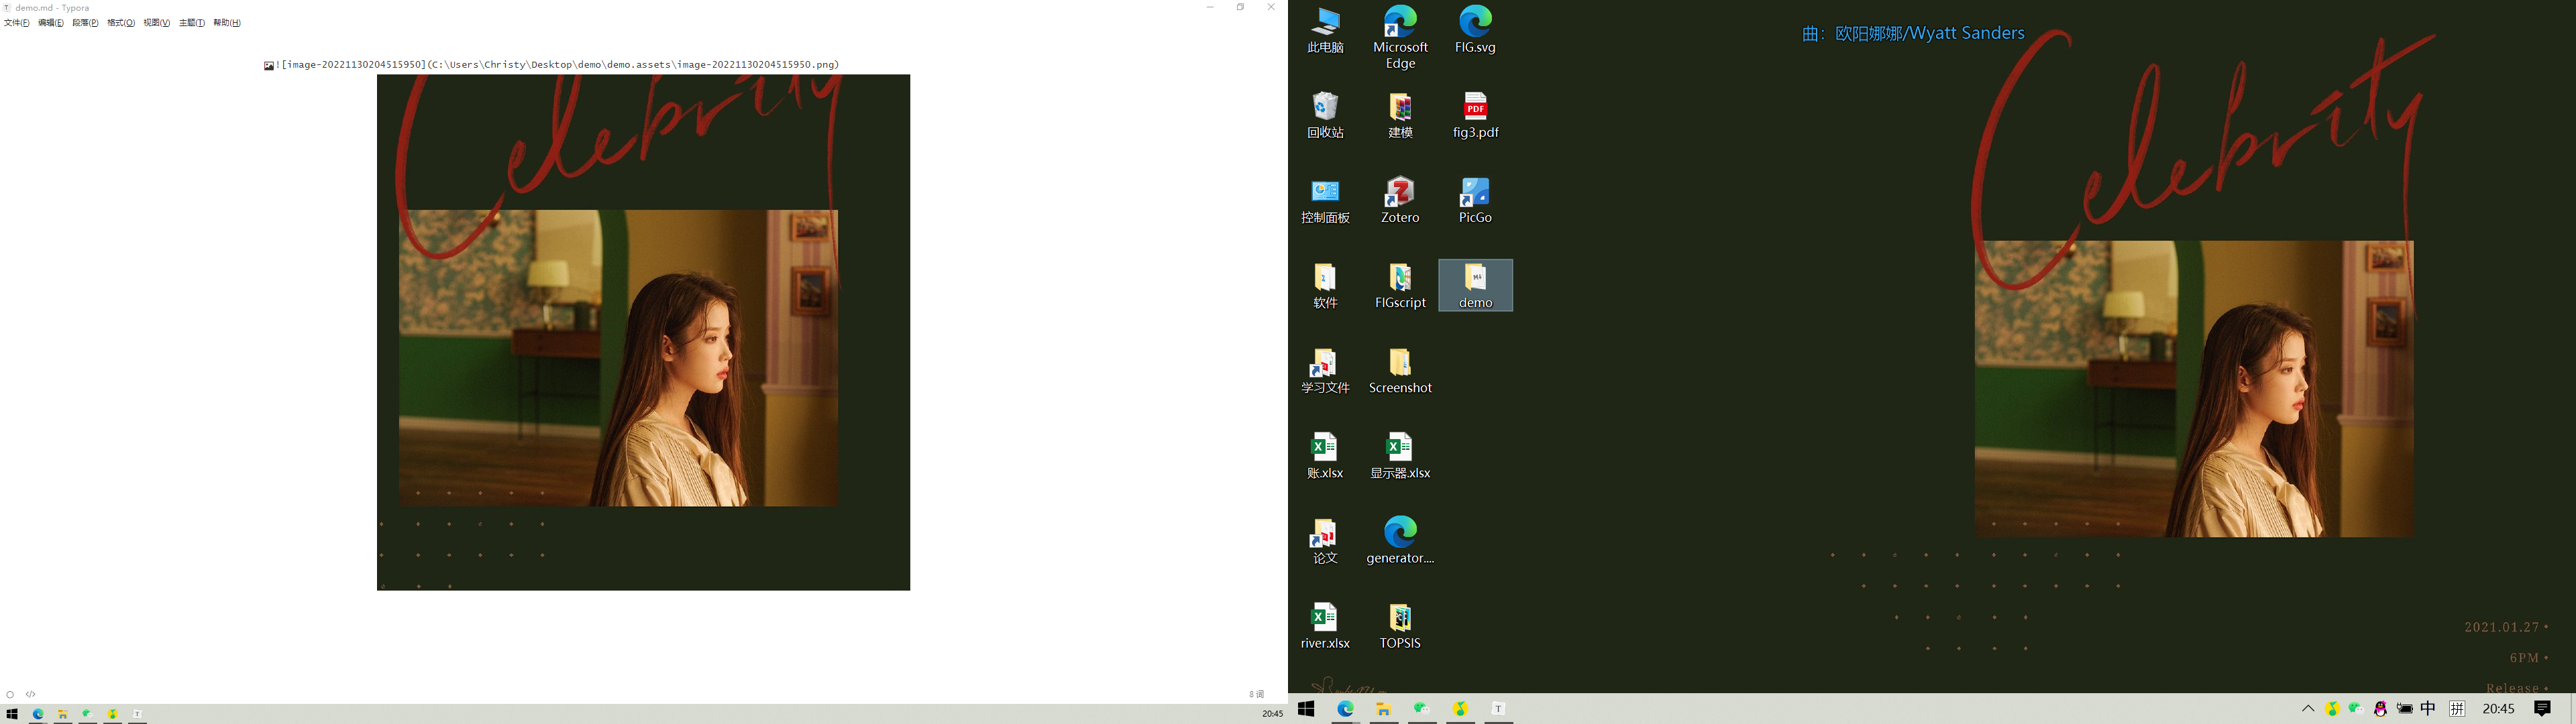 demo.md - Typora
文件(F) 编辑(E) 段落(P) 格式(O) 视图(V) 主题(T) 帮助(H)
![image-20221130204515950](C:\Users\Christy\Desktop\demo\demo.assets\image-20221130204515950.png)
Celebrity
8 词
20:45
曲: 欧阳娜娜/Wyatt Sanders
此电脑 Microsoft Edge FIG.svg
回收站 建模 fig3.pdf
控制面板 Zotero PicGo
软件 FIGscript demo
学习文件 Screenshot
账.xlsx 显示器.xlsx
论文 generator....
river.xlsx TOPSIS
Celebrity
2021.01.27
6PM
Release
中 拼 20:45